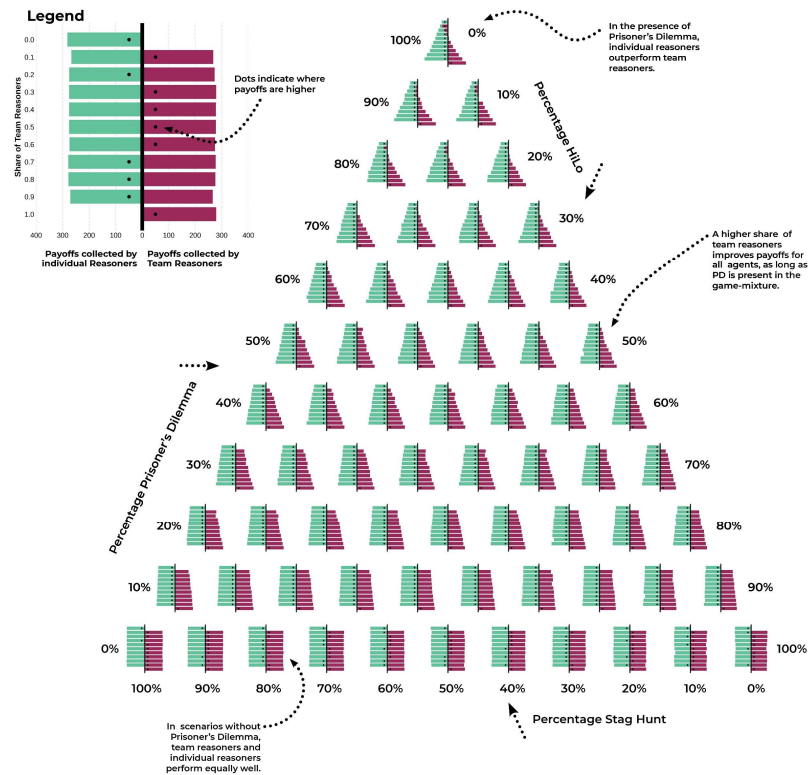 Legend
Share of Team Reasoners
0.0
0.1
0.2
0.3
0.4
0.5
0.6
0.7
0.8
0.9
1.0
400 300 200 100 0 100 200 300 400
Payoffs collected by individual Reasoners
Payoffs collected by Team Reasoners
Dots indicate where
payoffs are higher
In the presence of
Prisoner's Dilemma,
individual reasoners
outperform team
reasoners.
100% 0%
90% 10%
80% 20%
70% 30%
60% 40%
50% 50%
40% 60%
30% 70%
20% 80%
10% 90%
0% 100%
Percentage HiLo
A higher share of
team reasoners
improves payoffs for
all agents, as long as
PD is present in the
game-mixture.
Percentage Prisoner's Dilemma
100% 90% 80% 70% 60% 50% 40% 30% 20% 10% 0%
Percentage Stag Hunt
In scenarios without
Prisoner's Dilemma,
team reasoners and
individual reasoners
perform equally well.